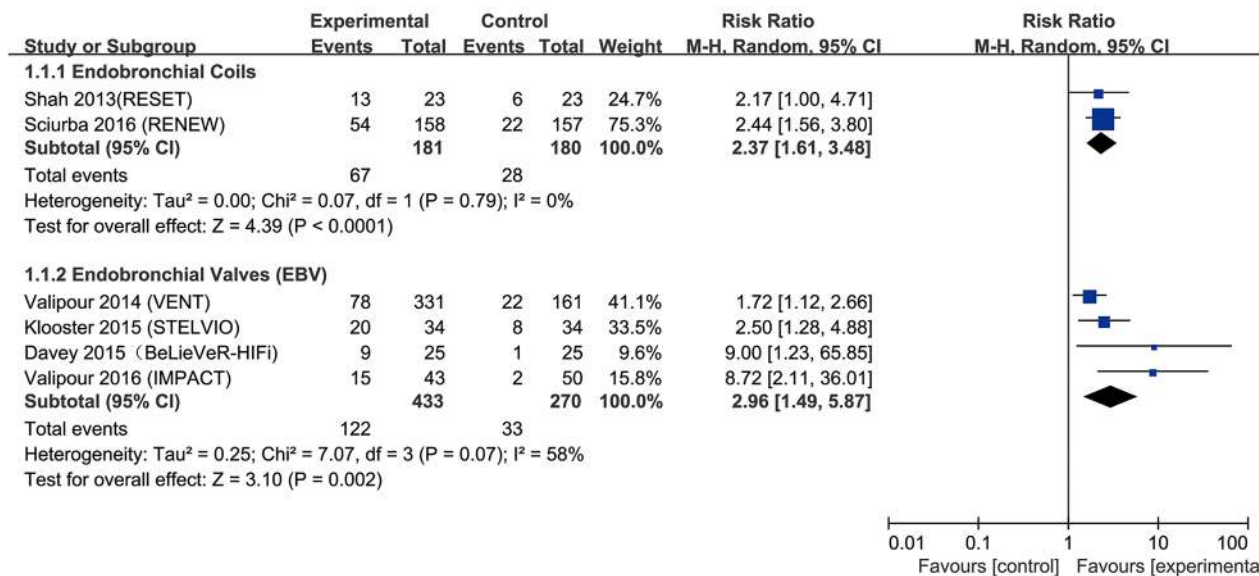 Experimental Control Risk Ratio Risk Ratio
Study or Subgroup Events Total Events Total Weight M-H, Random, 95% CI M-H, Random, 95% CI
1.1.1 Endobronchial Coils
Shah 2013(RESET) 13 23 6 23 24.7% 2.17 [1.00, 4.71]
Sciurba 2016 (RENEW) 54 158 22 157 75.3% 2.44 [1.56, 3.80]
Subtotal (95% CI) 181 180 100.0% 2.37 [1.61, 3.48]
Total events 67 28
Heterogeneity: Tau² = 0.00; Chi² = 0.07, df = 1 (P = 0.79); I² = 0%
Test for overall effect: Z = 4.39 (P < 0.0001)
1.1.2 Endobronchial Valves (EBV)
Valipour 2014 (VENT) 78 331 22 161 41.1% 1.72 [1.12, 2.66]
Klooster 2015 (STELVIO) 20 34 8 34 33.5% 2.50 [1.28, 4.88]
Davey 2015（BeLieVeR-HIFi) 9 25 1 25 9.6% 9.00 [1.23, 65.85]
Valipour 2016 (IMPACT) 15 43 2 50 15.8% 8.72 [2.11, 36.01]
Subtotal (95% CI) 433 270 100.0% 2.96 [1.49, 5.87]
Total events 122 33
Heterogeneity: Tau² = 0.25; Chi² = 7.07, df = 3 (P = 0.07); I² = 58%
Test for overall effect: Z = 3.10 (P = 0.002)
0.01 0.1 1 10 100
Favours [control] Favours [experimenta